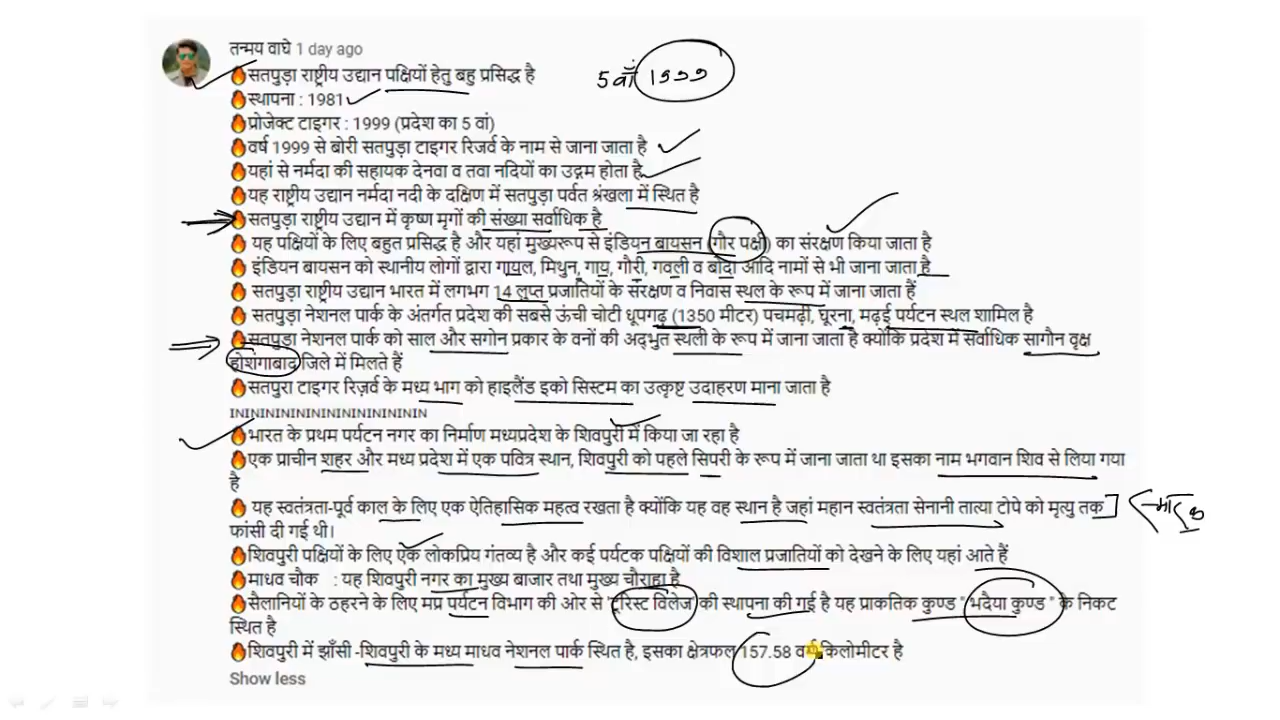 तन्मय वाघे 1 day ago
🔥सतपुड़ा राष्ट्रीय उद्यान पक्षियों हेतु बहु प्रसिद्ध है
5 वाँ 1999
🔥स्थापना : 1981
🔥प्रोजेक्ट टाइगर : 1999 (प्रदेश का 5 वां)
🔥वर्ष 1999 से बोरी सतपुड़ा टाइगर रिजर्व के नाम से जाना जाता है
🔥यहां से नर्मदा की सहायक देनवा व तवा नदियों का उद्गम होता है
🔥यह राष्ट्रीय उद्यान नर्मदा नदी के दक्षिण में सतपुड़ा पर्वत श्रंखला में स्थित है
🔥सतपुड़ा राष्ट्रीय उद्यान में कृष्ण मृगों की संख्या सर्वाधिक है
🔥 यह पक्षियों के लिए बहुत प्रसिद्ध है और यहां मुख्यरूप से इंडियन बायसन (गौर पक्षी) का संरक्षण किया जाता है
🔥 इंडियन बायसन को स्थानीय लोगों द्वारा गायल, मिथुन, गाय, गौरी, गवली व बोदा आदि नामों से भी जाना जाता है
🔥 सतपुड़ा राष्ट्रीय उद्यान भारत में लगभग 14 लुप्त प्रजातियों के संरक्षण व निवास स्थल के रूप में जाना जाता हैं
🔥 सतपुड़ा नेशनल पार्क के अंतर्गत प्रदेश की सबसे ऊंची चोटी धूपगढ़ (1350 मीटर) पचमढ़ी, घूरना, मढ़ई पर्यटन स्थल शामिल है
🔥सतपुड़ा नेशनल पार्क को साल और सगोन प्रकार के वनों की अद्भुत स्थली के रूप में जाना जाता है क्योंकि प्रदेश में सर्वाधिक सागौन वृक्ष
होशंगाबाद जिले में मिलते हैं
🔥सतपुरा टाइगर रिज़र्व के मध्य भाग को हाइलैंड इको सिस्टम का उत्कृष्ट उदाहरण माना जाता है
ININININININININININININ
🔥भारत के प्रथम पर्यटन नगर का निर्माण मध्यप्रदेश के शिवपुरी में किया जा रहा है
🔥एक प्राचीन शहर और मध्य प्रदेश में एक पवित्र स्थान, शिवपुरी को पहले सिपरी के रूप में जाना जाता था इसका नाम भगवान शिव से लिया गया
है
🔥यह स्वतंत्रता-पूर्व काल के लिए एक ऐतिहासिक महत्व रखता है क्योंकि यह वह स्थान है जहां महान स्वतंत्रता सेनानी तात्या टोपे को मृत्यु तक
फांसी दी गई थी।
🔥शिवपुरी पक्षियों के लिए एक लोकप्रिय गंतव्य है और कई पर्यटक पक्षियों की विशाल प्रजातियों को देखने के लिए यहां आते हैं
🔥माधव चौक : यह शिवपुरी नगर का मुख्य बाजार तथा मुख्य चौराहा है
🔥सैलानियों के ठहरने के लिए मप्र पर्यटन विभाग की ओर से "टूरिस्ट विलेज की स्थापना की गई है यह प्राकतिक कुण्ड " भदैया कुण्ड " के निकट
स्थित है
🔥शिवपुरी में झाँसी -शिवपुरी के मध्य माधव नेशनल पार्क स्थित है, इसका क्षेत्रफल 157.58 वर्ग किलोमीटर है
Show less